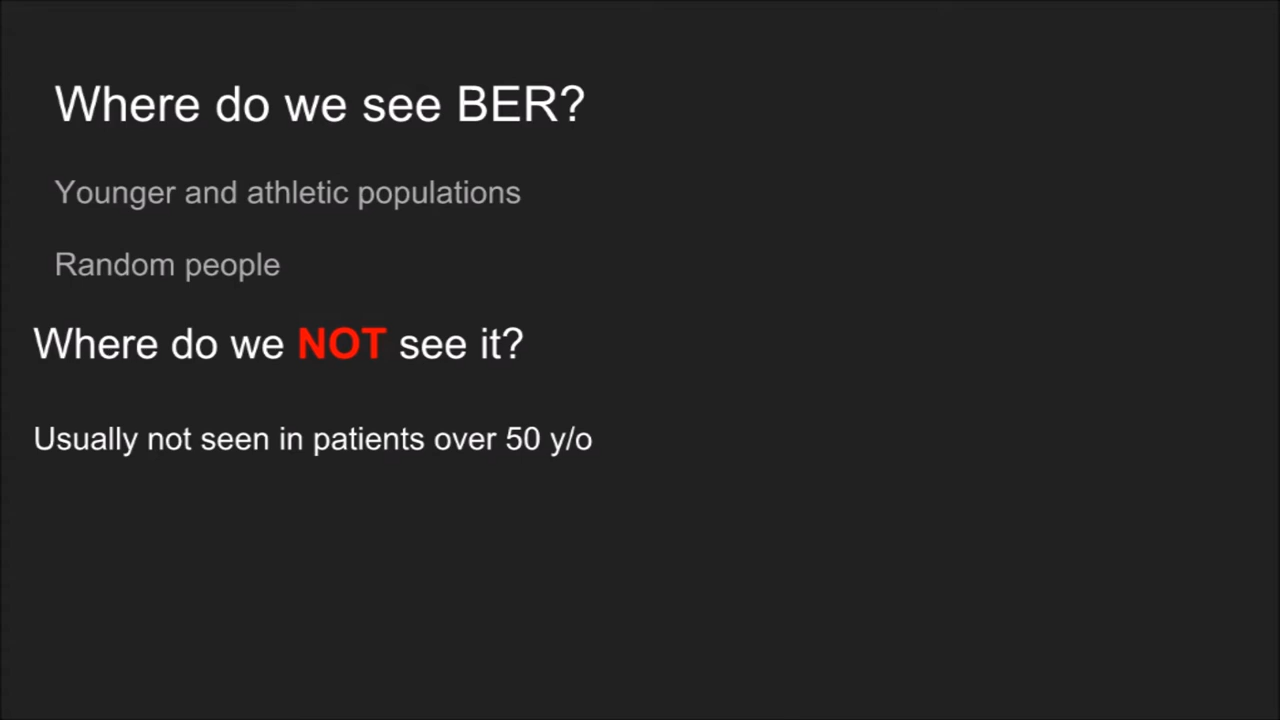 Where do we see BER?
Younger and athletic populations
Random people
Where do we NOT see it?
Usually not seen in patients over 50 y/o